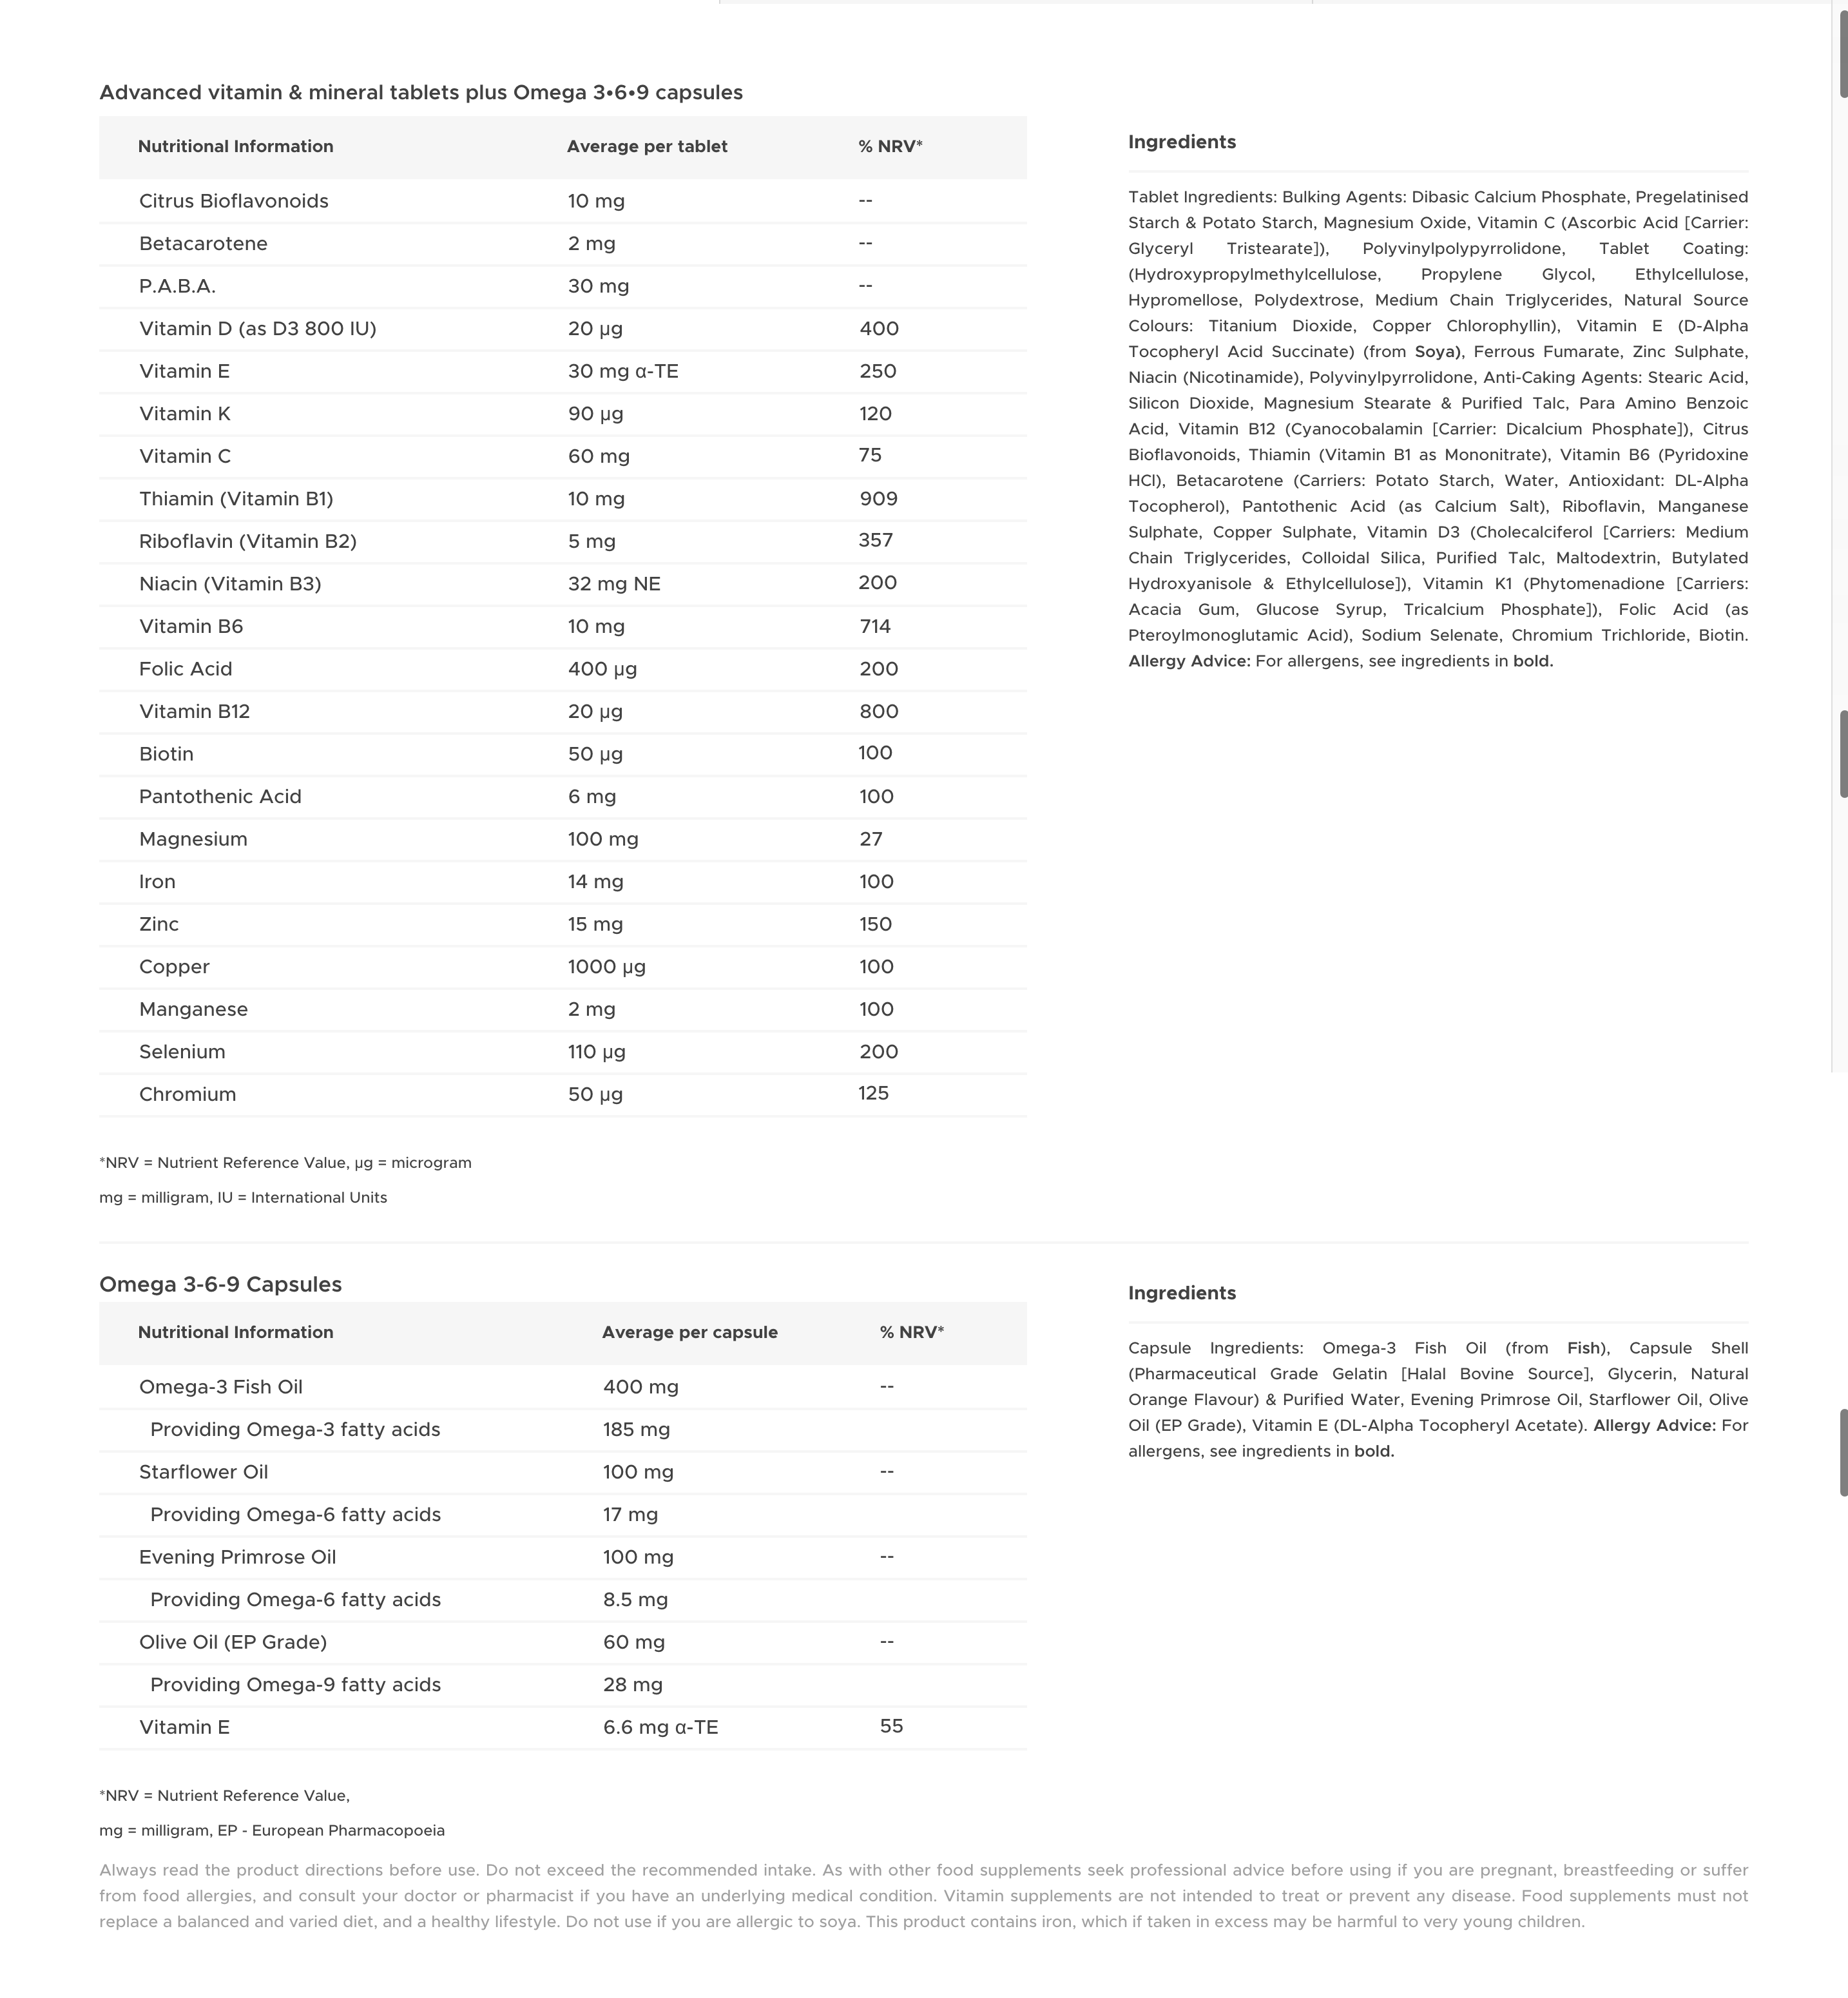 Advanced vitamin & mineral tablets plus Omega 3•6•9 capsules
Nutritional Information Average per tablet % NRV*
Citrus Bioflavonoids 10 mg --
Betacarotene 2 mg --
P.A.B.A. 30 mg --
Vitamin D (as D3 800 IU) 20 µg 400
Vitamin E 30 mg α-TE 250
Vitamin K 90 µg 120
Vitamin C 60 mg 75
Thiamin (Vitamin B1) 10 mg 909
Riboflavin (Vitamin B2) 5 mg 357
Niacin (Vitamin B3) 32 mg NE 200
Vitamin B6 10 mg 714
Folic Acid 400 µg 200
Vitamin B12 20 µg 800
Biotin 50 µg 100
Pantothenic Acid 6 mg 100
Magnesium 100 mg 27
Iron 14 mg 100
Zinc 15 mg 150
Copper 1000 µg 100
Manganese 2 mg 100
Selenium 110 µg 200
Chromium 50 µg 125
*NRV = Nutrient Reference Value, µg = microgram
mg = milligram, IU = International Units
Ingredients
Tablet Ingredients: Bulking Agents: Dibasic Calcium Phosphate, Pregelatinised
Starch & Potato Starch, Magnesium Oxide, Vitamin C (Ascorbic Acid [Carrier:
Glyceryl Tristearate]), Polyvinylpolypyrrolidone, Tablet Coating:
(Hydroxypropylmethylcellulose, Propylene Glycol, Ethylcellulose,
Hypromellose, Polydextrose, Medium Chain Triglycerides, Natural Source
Colours: Titanium Dioxide, Copper Chlorophyllin), Vitamin E (D-Alpha
Tocopheryl Acid Succinate) (from Soya), Ferrous Fumarate, Zinc Sulphate,
Niacin (Nicotinamide), Polyvinylpyrrolidone, Anti-Caking Agents: Stearic Acid,
Silicon Dioxide, Magnesium Stearate & Purified Talc, Para Amino Benzoic
Acid, Vitamin B12 (Cyanocobalamin [Carrier: Dicalcium Phosphate]), Citrus
Bioflavonoids, Thiamin (Vitamin B1 as Mononitrate), Vitamin B6 (Pyridoxine
HCl), Betacarotene (Carriers: Potato Starch, Water, Antioxidant: DL-Alpha
Tocopherol), Pantothenic Acid (as Calcium Salt), Riboflavin, Manganese
Sulphate, Copper Sulphate, Vitamin D3 (Cholecalciferol [Carriers: Medium
Chain Triglycerides, Colloidal Silica, Purified Talc, Maltodextrin, Butylated
Hydroxyanisole & Ethylcellulose]), Vitamin K1 (Phytomenadione [Carriers:
Acacia Gum, Glucose Syrup, Tricalcium Phosphate]), Folic Acid (as
Pteroylmonoglutamic Acid), Sodium Selenate, Chromium Trichloride, Biotin.
Allergy Advice: For allergens, see ingredients in bold.
Omega 3-6-9 Capsules
Nutritional Information Average per capsule % NRV*
Omega-3 Fish Oil 400 mg --
Providing Omega-3 fatty acids 185 mg
Starflower Oil 100 mg --
Providing Omega-6 fatty acids 17 mg
Evening Primrose Oil 100 mg --
Providing Omega-6 fatty acids 8.5 mg
Olive Oil (EP Grade) 60 mg --
Providing Omega-9 fatty acids 28 mg
Vitamin E 6.6 mg α-TE 55
*NRV = Nutrient Reference Value,
mg = milligram, EP - European Pharmacopoeia
Ingredients
Capsule Ingredients: Omega-3 Fish Oil (from Fish), Capsule Shell
(Pharmaceutical Grade Gelatin [Halal Bovine Source], Glycerin, Natural
Orange Flavour) & Purified Water, Evening Primrose Oil, Starflower Oil, Olive
Oil (EP Grade), Vitamin E (DL-Alpha Tocopheryl Acetate). Allergy Advice: For
allergens, see ingredients in bold.
Always read the product directions before use. Do not exceed the recommended intake. As with other food supplements seek professional advice before using if you are pregnant, breastfeeding or suffer
from food allergies, and consult your doctor or pharmacist if you have an underlying medical condition. Vitamin supplements are not intended to treat or prevent any disease. Food supplements must not
replace a balanced and varied diet, and a healthy lifestyle. Do not use if you are allergic to soya. This product contains iron, which if taken in excess may be harmful to very young children.